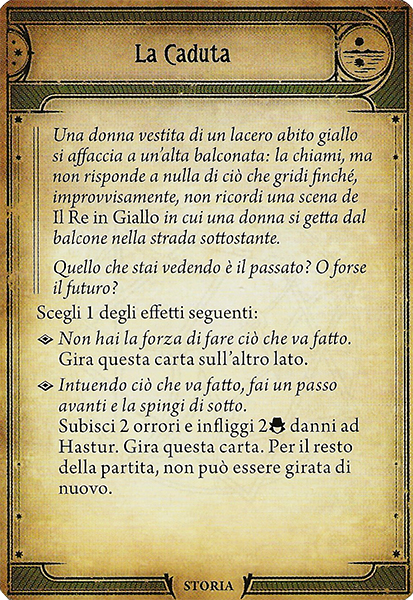 La Caduta
Una donna vestita di un lacero abito giallo
si affaccia a un'alta balconata: la chiami, ma
non risponde a nulla di ciò che gridi finché,
improvvisamente, non ricordi una scena de
Il Re in Giallo in cui una donna si getta dal
balcone nella strada sottostante.
Quello che stai vedendo è il passato? O forse
il futuro?
Scegli 1 degli effetti seguenti:
Non hai la forza di fare ciò che va fatto.
Gira questa carta sull'altro lato.
Intuendo ciò che va fatto, fai un passo
avanti e la spingi di sotto.
Subisci 2 orrori e infliggi 2 danni ad
Hastur. Gira questa carta. Per il resto
della partita, non può essere girata di
nuovo.
STORIA